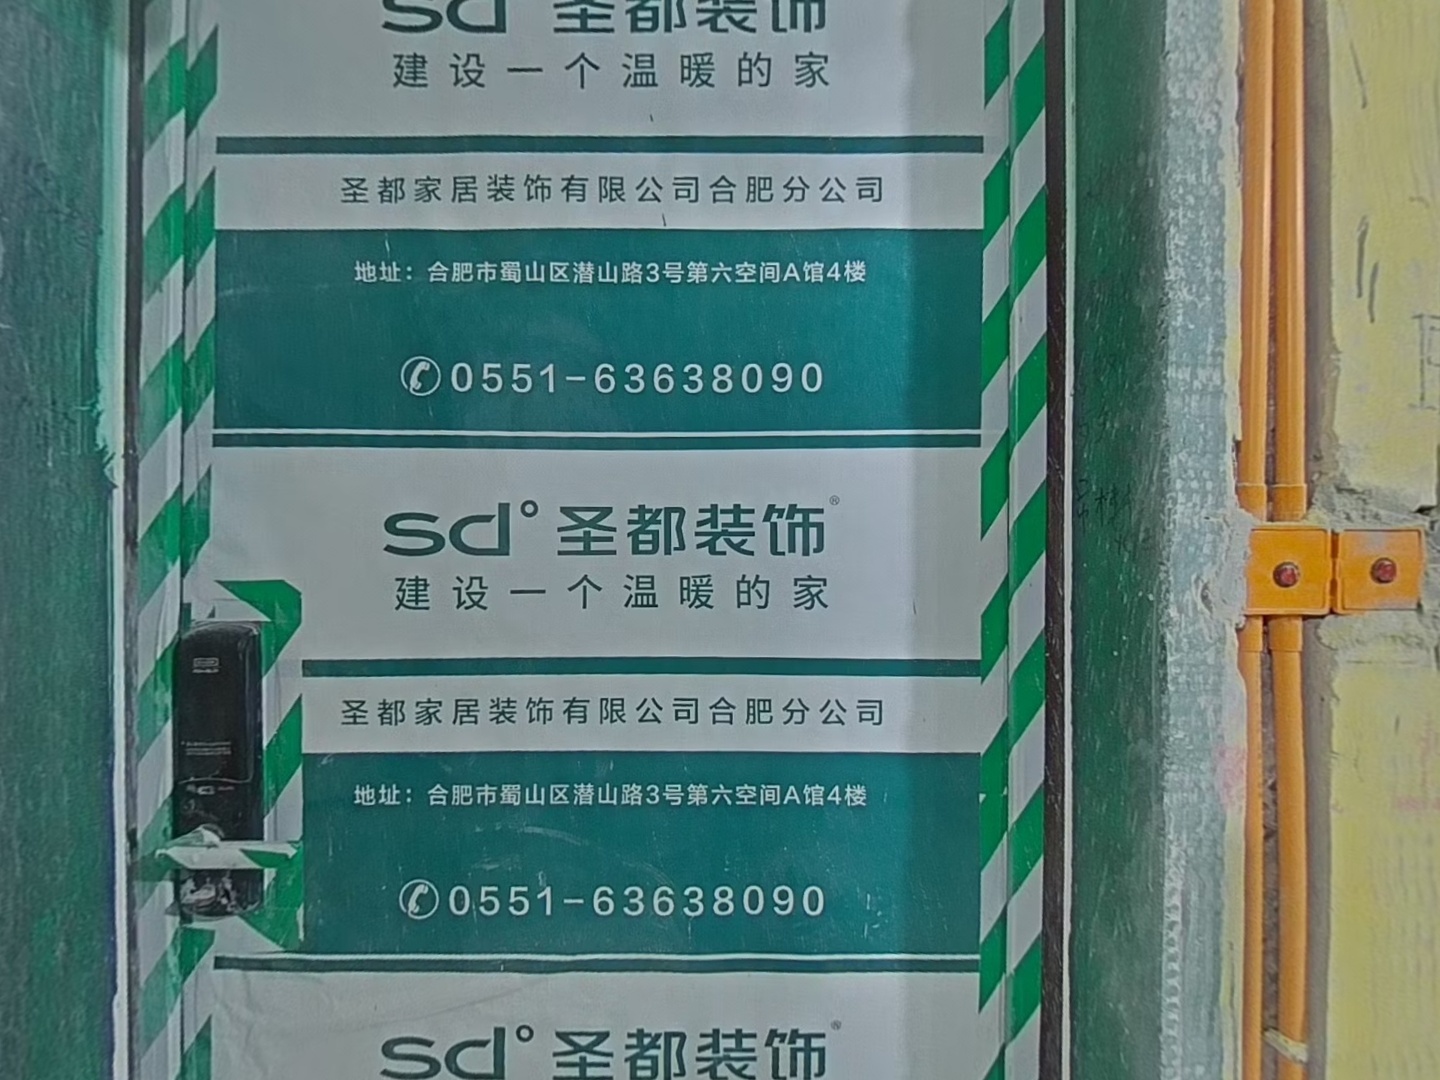 sd° 圣都装饰
建设一个温暖的家
圣都家居装饰有限公司合肥分公司
地址：合肥市蜀山区潜山路3号第六空间A馆4楼
0551-63638090
sd° 圣都装饰®
建设一个温暖的家
圣都家居装饰有限公司合肥分公司
地址：合肥市蜀山区潜山路3号第六空间A馆4楼
0551-63638090
sd° 圣都装饰®